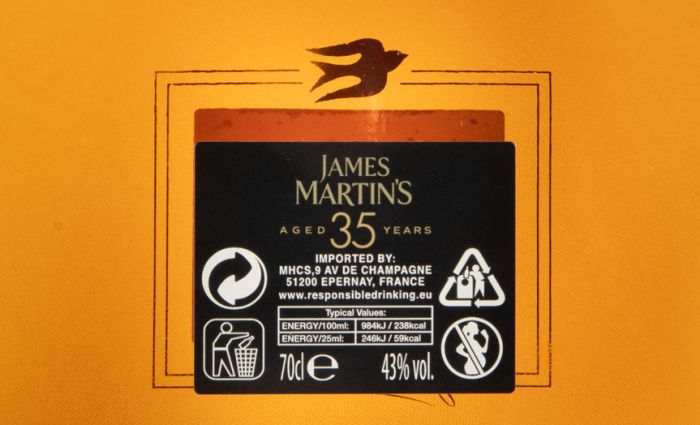 JAMES
MARTIN'S
AGED 35 YEARS
IMPORTED BY:
MHCS,9 AV DE CHAMPAGNE
51200 EPERNAY, FRANCE
www.responsibledrinking.eu
Typical Values:
ENERGY/100ml: 984kJ / 238kcal
ENERGY/25ml: 246kJ / 59kcal
70cl e 43% vol.